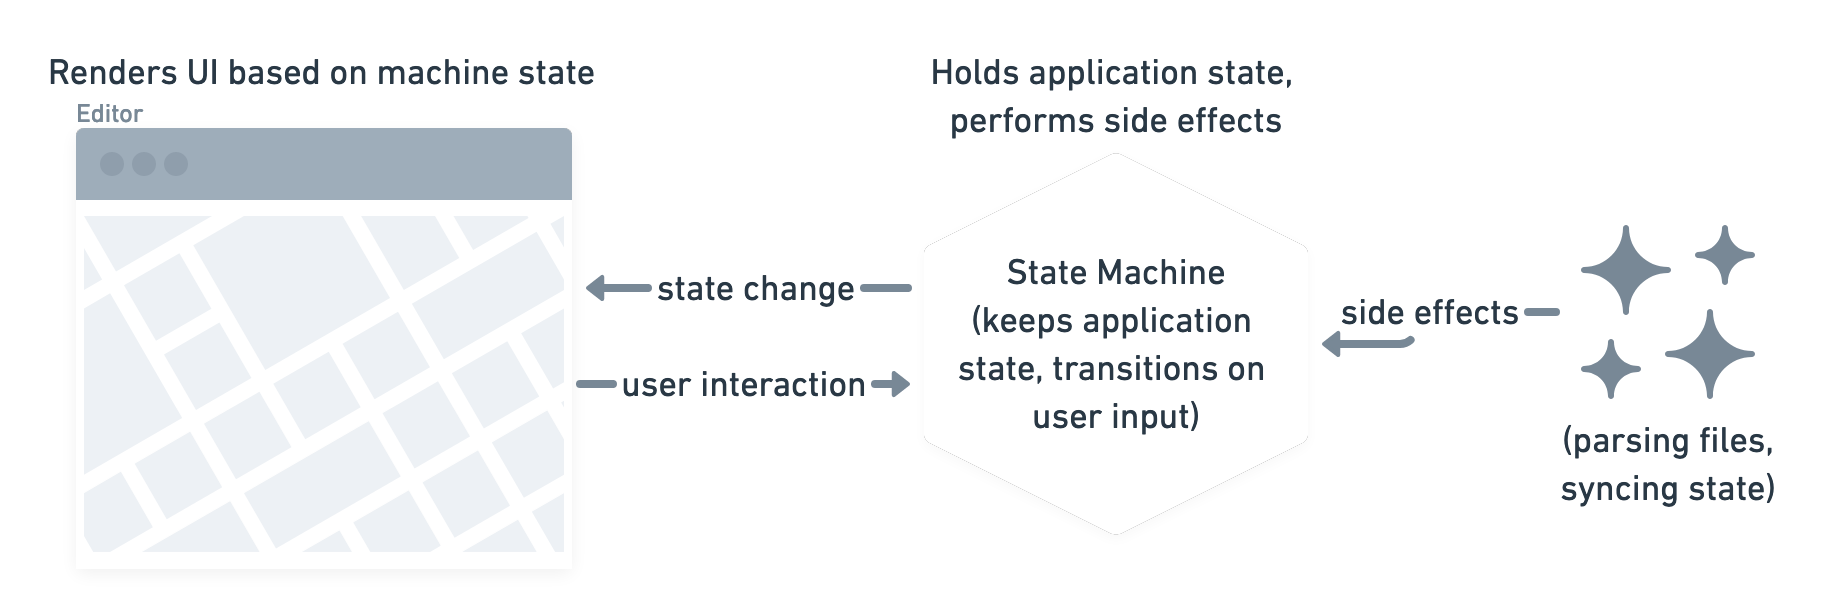 Renders UI based on machine state
Editor
Holds application state,
performs side effects
state change
user interaction
State Machine
(keeps application
state, transitions on
user input)
side effects
(parsing files,
syncing state)